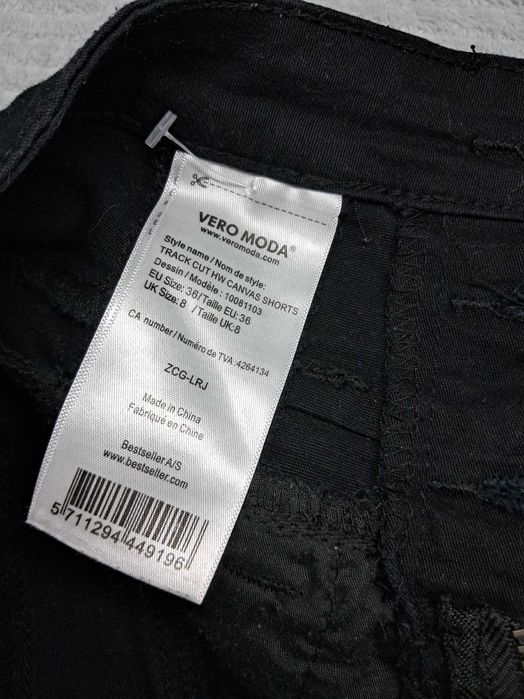 VERO MODA®
www.veromoda.com
Style name / Nom de style:
TRACK CUT HW CANVAS SHORTS
Dessin / Modèle : 10081103
EU Size: 36/Taille EU: 36
UK Size: 8 /Taille UK:8
CA number / Numéro de TVA:4264134
ZCG-LRJ
Made in China
Fabriqué en Chine
Bestseller A/S
www.bestseller.com
5 711294 449196